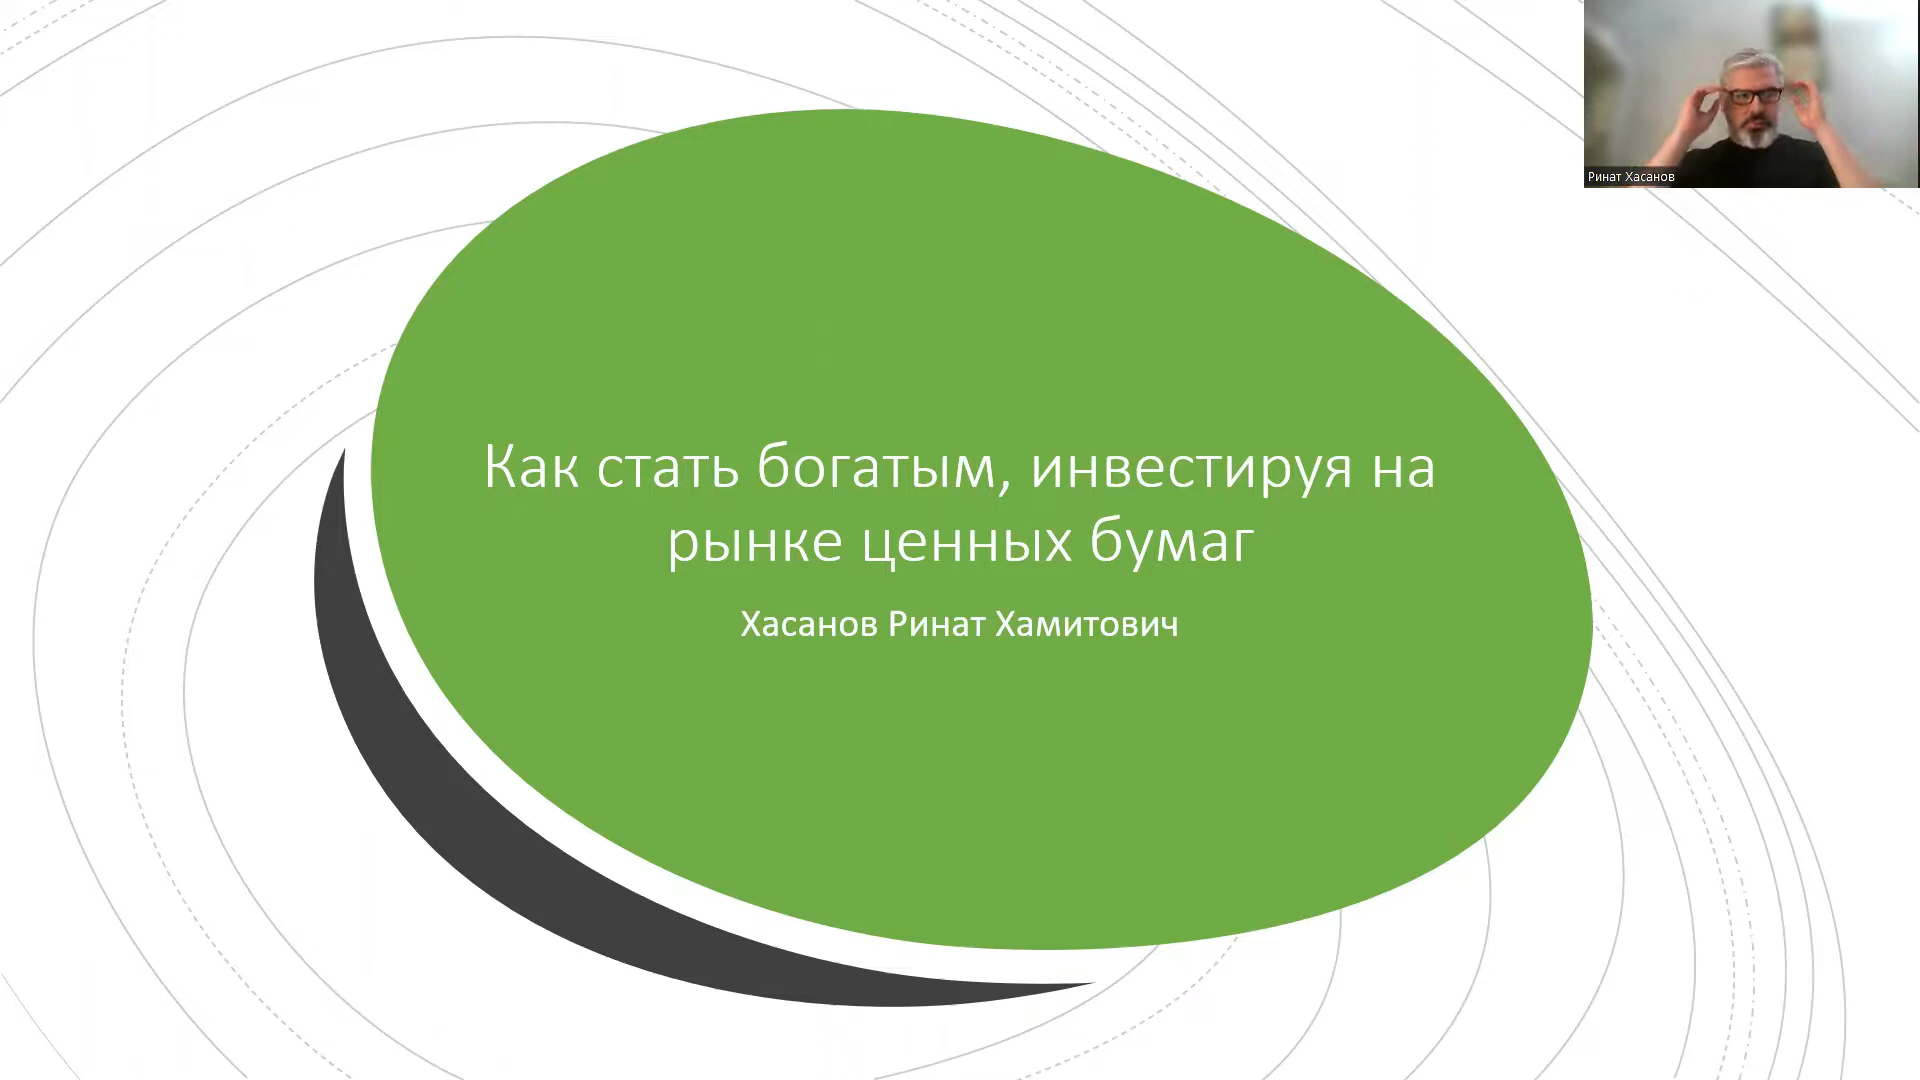 Ринат Хасанов
Как стать богатым, инвестируя на
рынке ценных бумаг
Хасанов Ринат Хамитович